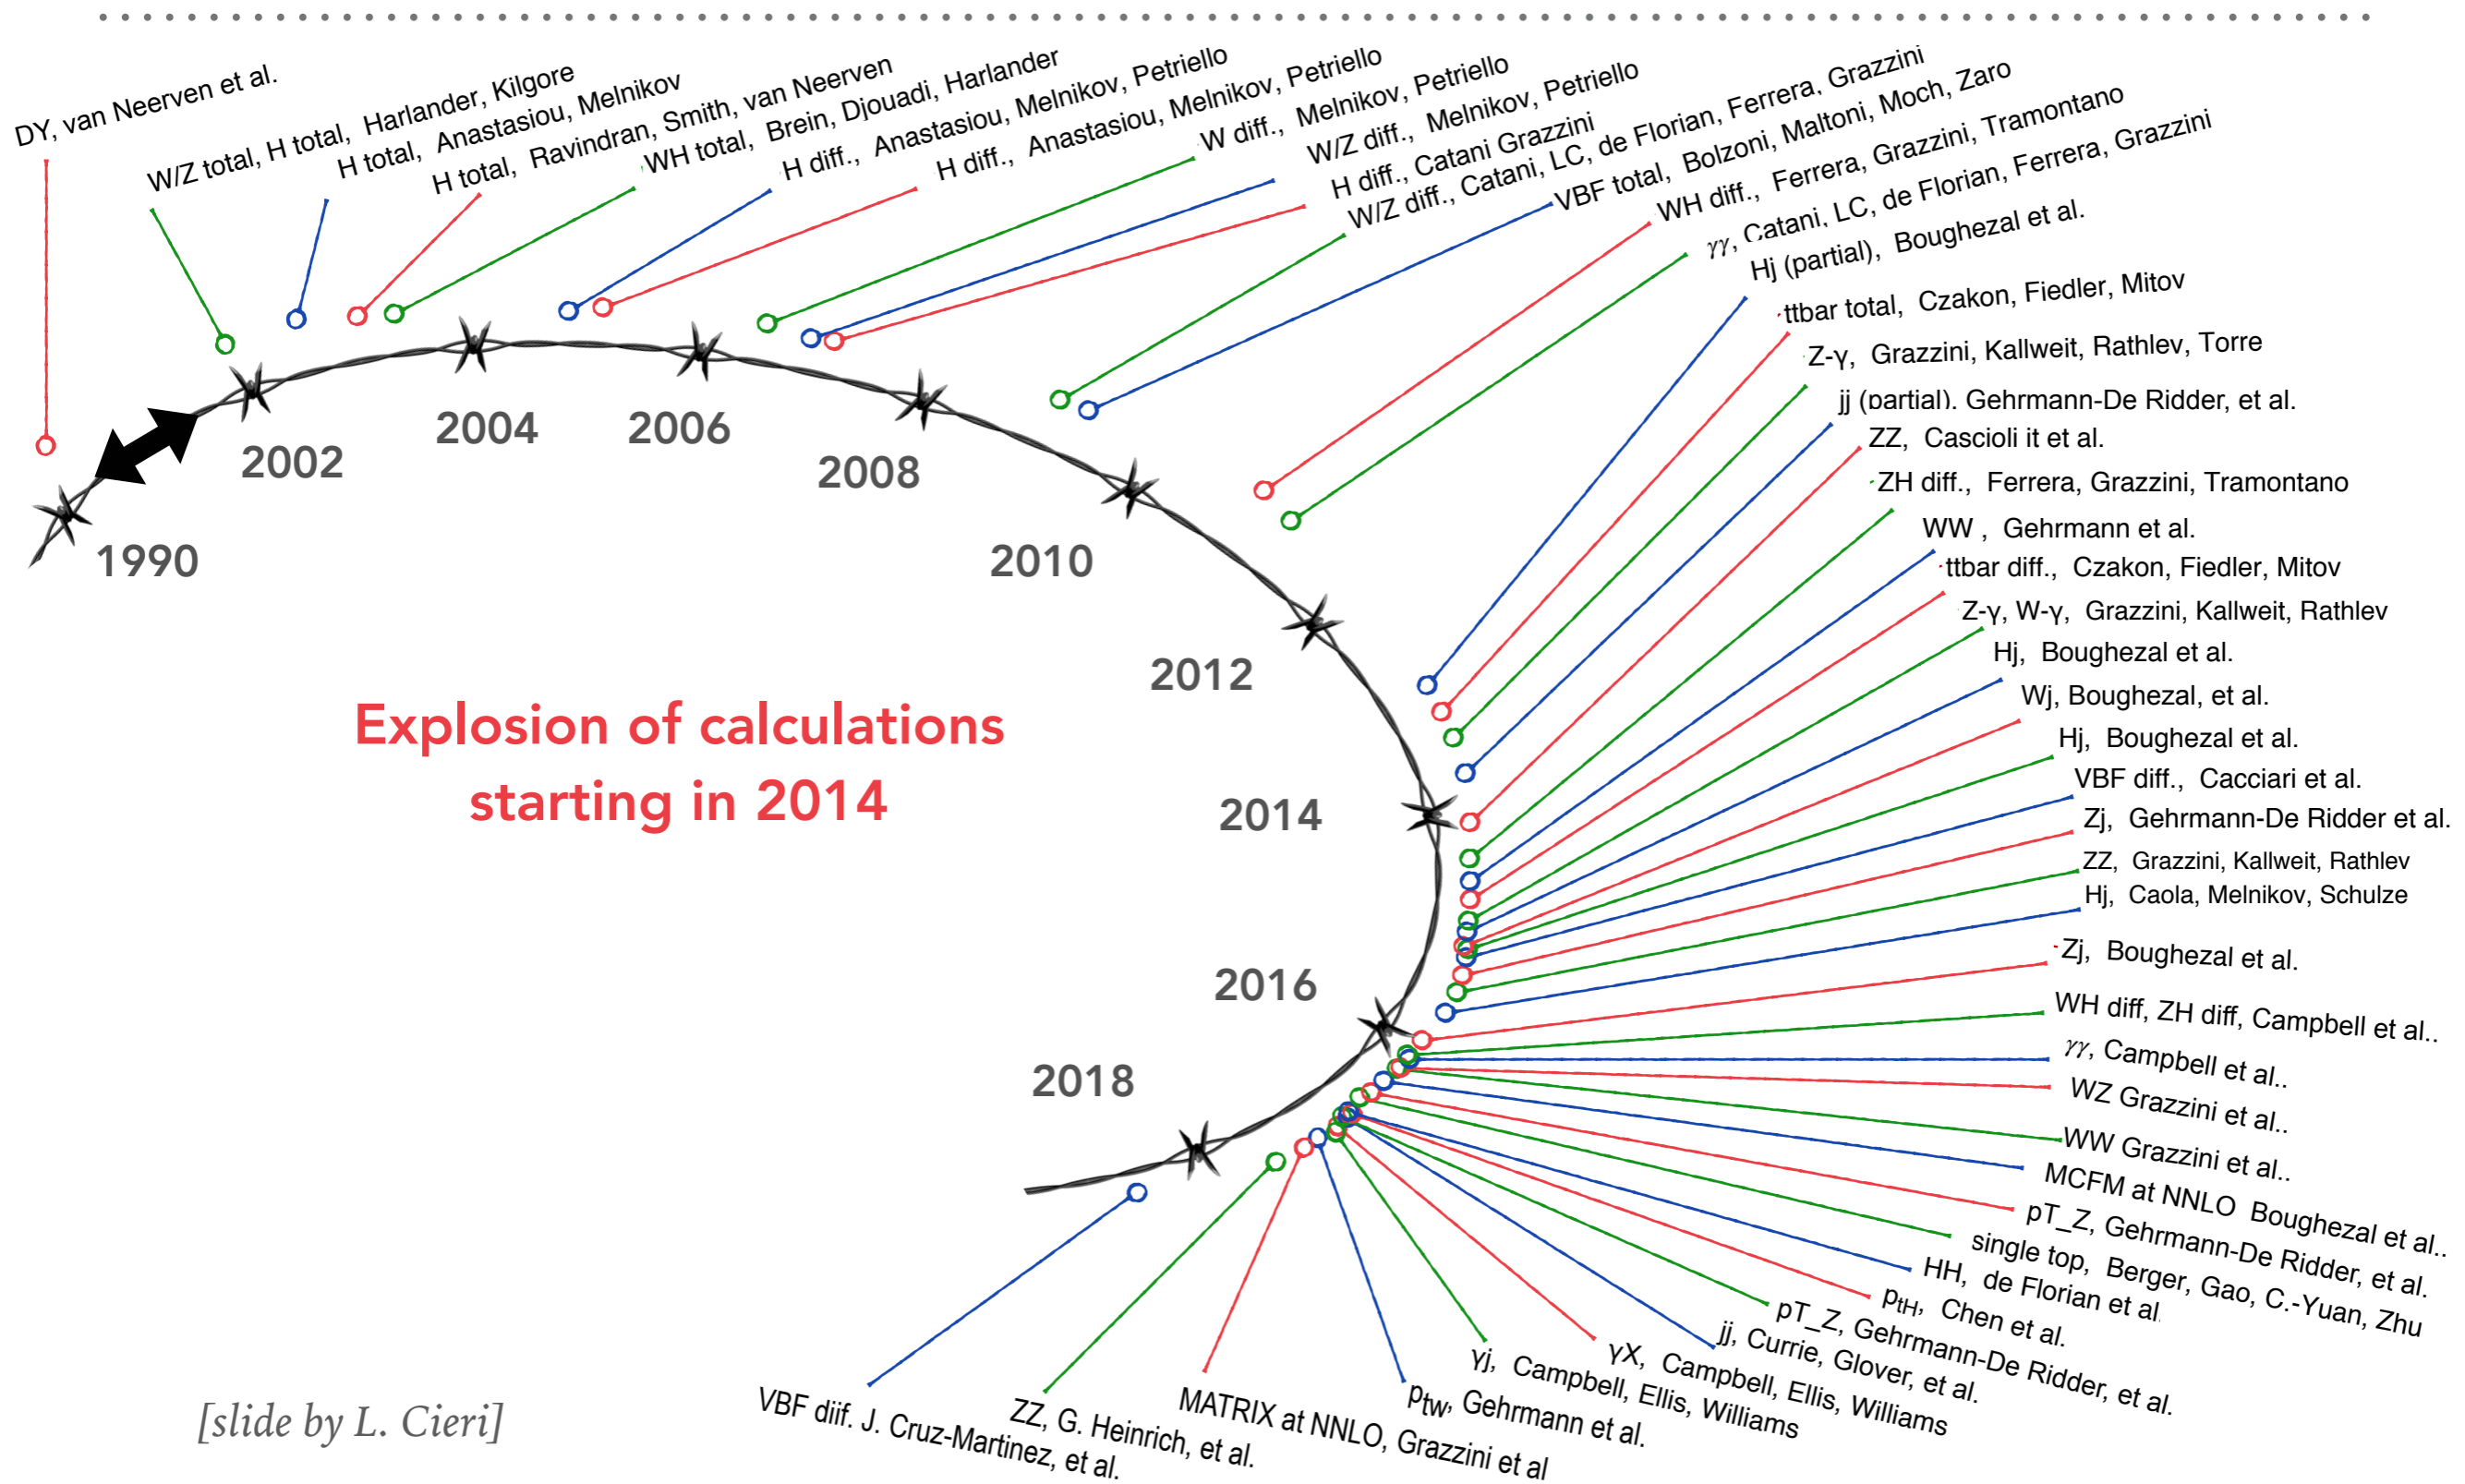 DY, van Neerven et al.
W/Z total, H total, Harlander, Kilgore
H total, Anastasiou, Melnikov
H total, Ravindran, Smith, van Neerven
WH total, Brein, Djouadi, Harlander
H diff., Anastasiou, Melnikov, Petriello
H diff., Anastasiou, Melnikov, Petriello
W diff., Melnikov, Petriello
W/Z diff., Melnikov, Petriello
H diff., Catani Grazzini
W/Z diff., Catani, LC, de Florian, Ferrera, Grazzini
VBF total, Bolzoni, Maltoni, Moch, Zaro
WH diff., Ferrera, Grazzini, Tramontano
γγ, Catani, LC, de Florian, Ferrera, Grazzini
Hj (partial), Boughezal et al.
ttbar total, Czakon, Fiedler, Mitov
Z-γ, Grazzini, Kallweit, Rathlev, Torre
jj (partial). Gehrmann-De Ridder, et al.
ZZ, Cascioli it et al.
ZH diff., Ferrera, Grazzini, Tramontano
WW , Gehrmann et al.
ttbar diff., Czakon, Fiedler, Mitov
Z-γ, W-γ, Grazzini, Kallweit, Rathlev
Hj, Boughezal et al.
Wj, Boughezal, et al.
Hj, Boughezal et al.
VBF diff., Cacciari et al.
Zj, Gehrmann-De Ridder et al.
ZZ, Grazzini, Kallweit, Rathlev
Hj, Caola, Melnikov, Schulze
Zj, Boughezal et al.
WH diff, ZH diff, Campbell et al..
γγ, Campbell et al..
WZ Grazzini et al..
WW Grazzini et al..
MCFM at NNLO Boughezal et al..
pT_Z, Gehrmann-De Ridder, et al.
single top, Berger, Gao, C.-Yuan, Zhu
HH, de Florian et al.
ptH, Chen et al.
pT_Z, Gehrmann-De Ridder, et al.
jj, Currie, Glover, et al.
γX, Campbell, Ellis, Williams
γj, Campbell, Ellis, Williams
ptw, Gehrmann et al.
MATRIX at NNLO, Grazzini et al
ZZ, G. Heinrich, et al.
VBF diif. J. Cruz-Martinez, et al.
1990
2002
2004
2006
2008
2010
2012
2014
2016
2018
Explosion of calculations
starting in 2014
[slide by L. Cieri]